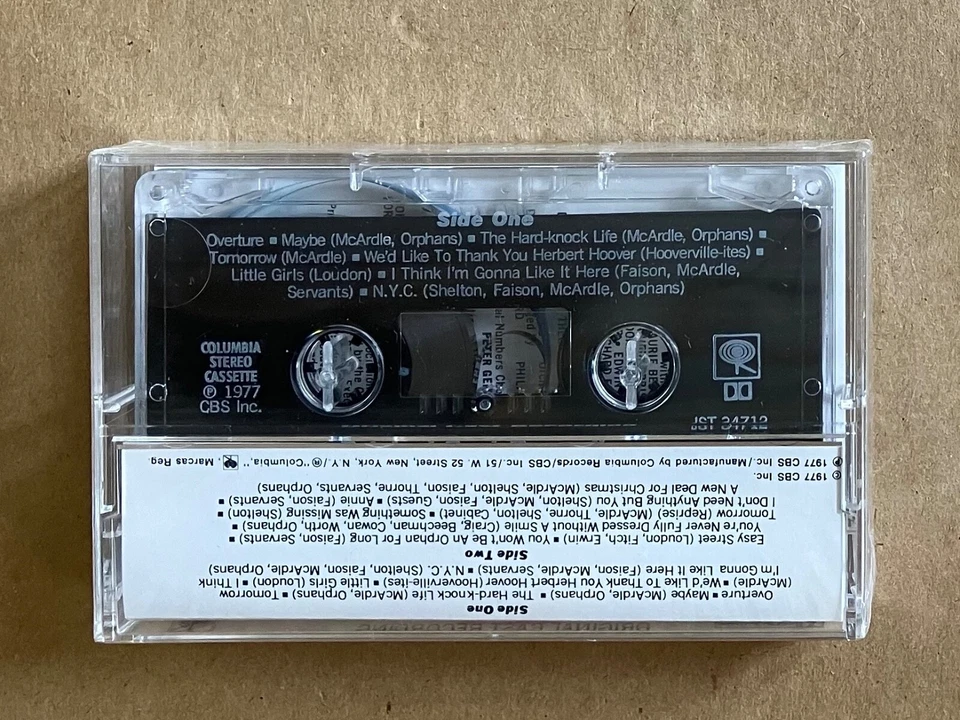 Side One
Overture ▪ Maybe (McArdle, Orphans) ▪ The Hard-knock Life (McArdle, Orphans) ▪
Tomorrow (McArdle) ▪ We'd Like To Thank You Herbert Hoover (Hooverville-ites) ▪
Little Girls (Loudon) ▪ I Think I'm Gonna Like It Here (Faison, McArdle,
Servants) ▪ N.Y.C. (Shelton, Faison, McArdle, Orphans)
COLUMBIA
STEREO
CASSETTE
℗ 1977
CBS Inc.
PETER GE
JST 34712
Side One
Overture ▪ Maybe (McArdle, Orphans) ▪ The Hard-knock Life (McArdle, Orphans) ▪ Tomorrow
(McArdle) ▪ We'd Like To Thank You Herbert Hoover (Hooverville-ites) ▪ Little Girls (Loudon) ▪ I Think
I'm Gonna Like It Here (Faison, McArdle, Servants) ▪ N.Y.C. (Shelton, Faison, McArdle, Orphans)
Side Two
Easy Street (Loudon, Fitch, Erwin) ▪ You Won't Be An Orphan For Long (Faison, Servants) ▪
You're Never Fully Dressed Without A Smile (Craig, Beechman, Cowan, Worth, Orphans) ▪
Tomorrow (Reprise) (McArdle, Thorne, Shelton, Cabinet) ▪ Something Was Missing (Shelton) ▪
I Don't Need Anything But You (Shelton, McArdle, Faison, Guests) ▪ Annie (Faison, Servants) ▪
A New Deal For Christmas (McArdle, Shelton, Faison, Thorne, Servants, Orphans)
© 1977 CBS Inc.
℗ 1977 CBS Inc./Manufactured by Columbia Records/CBS Inc./51 W. 52 Street, New York, N.Y./® "Columbia," , Marcas Reg.
ORIGINAL CAST RECORDING